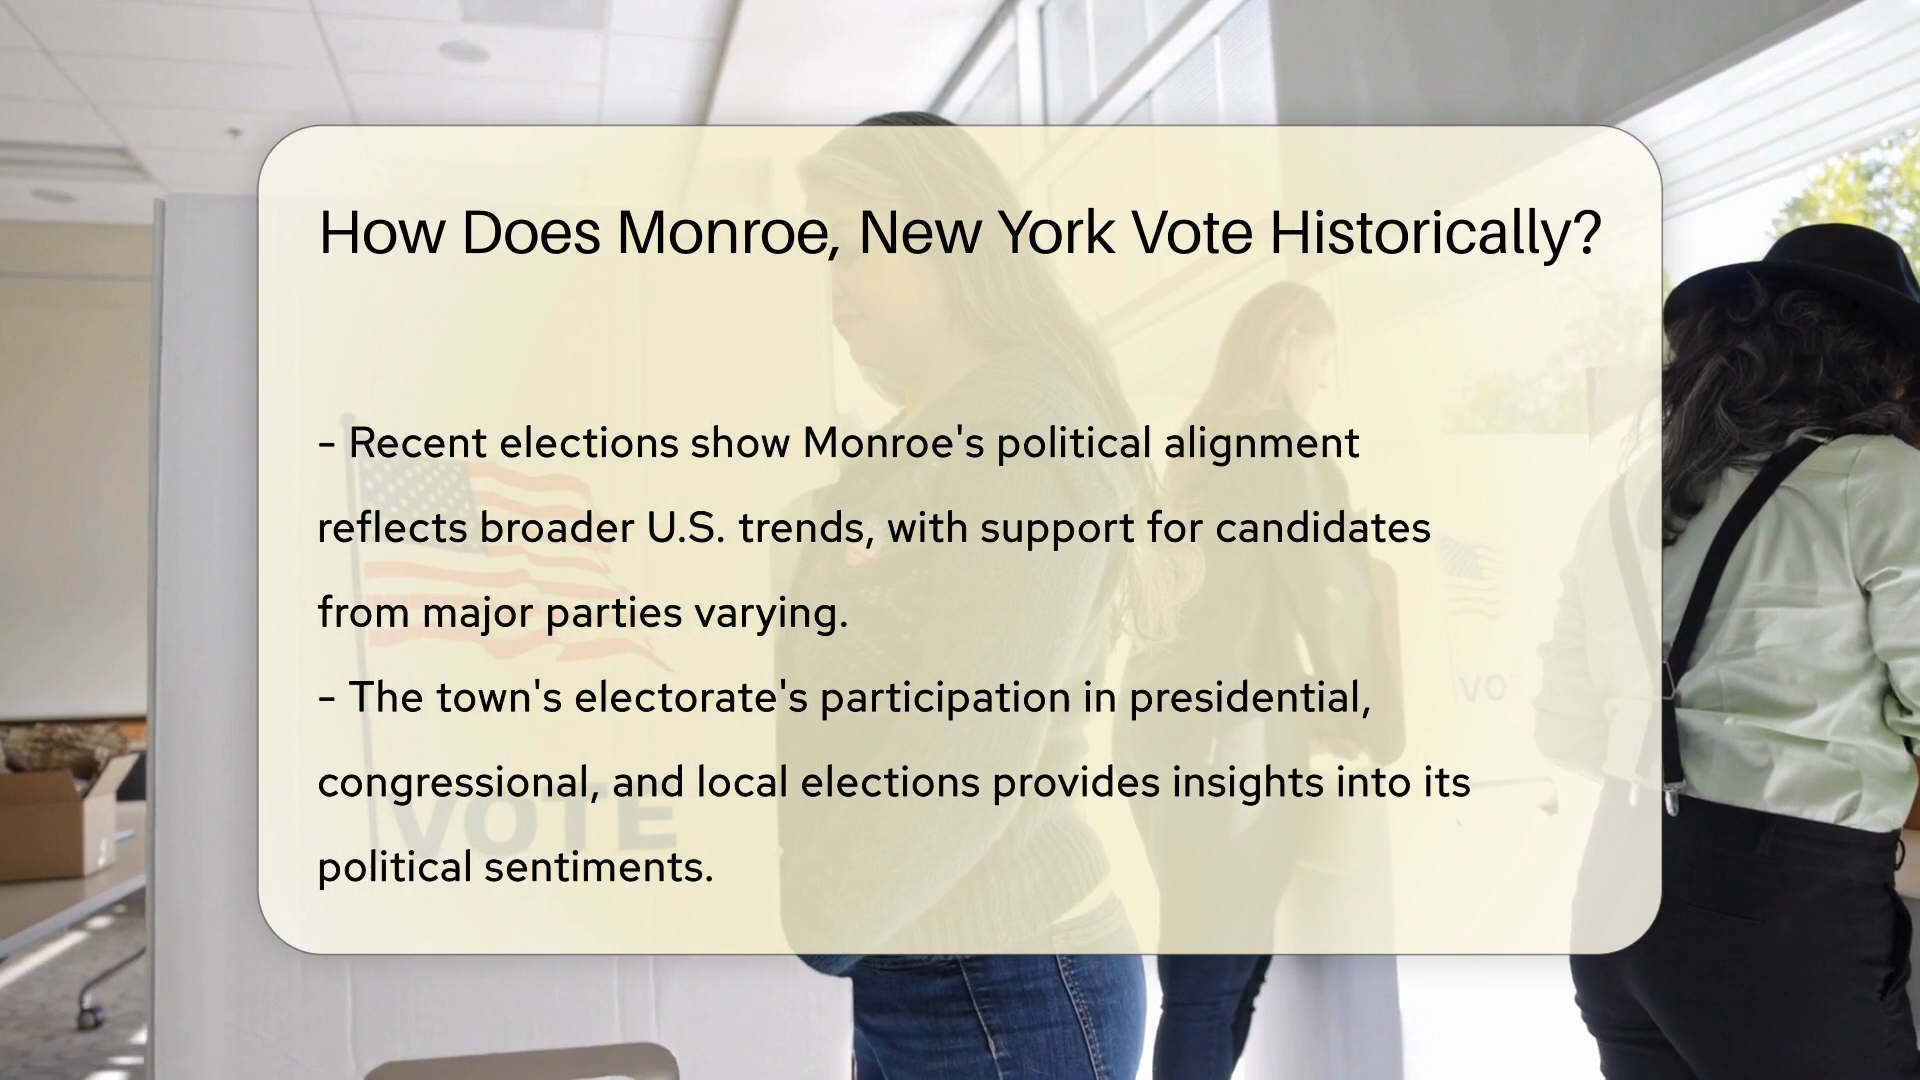 How Does Monroe, New York Vote Historically?
- Recent elections show Monroe's political alignment
reflects broader U.S. trends, with support for candidates
from major parties varying.
- The town's electorate's participation in presidential,
congressional, and local elections provides insights into its
political sentiments.
VOTE
VO